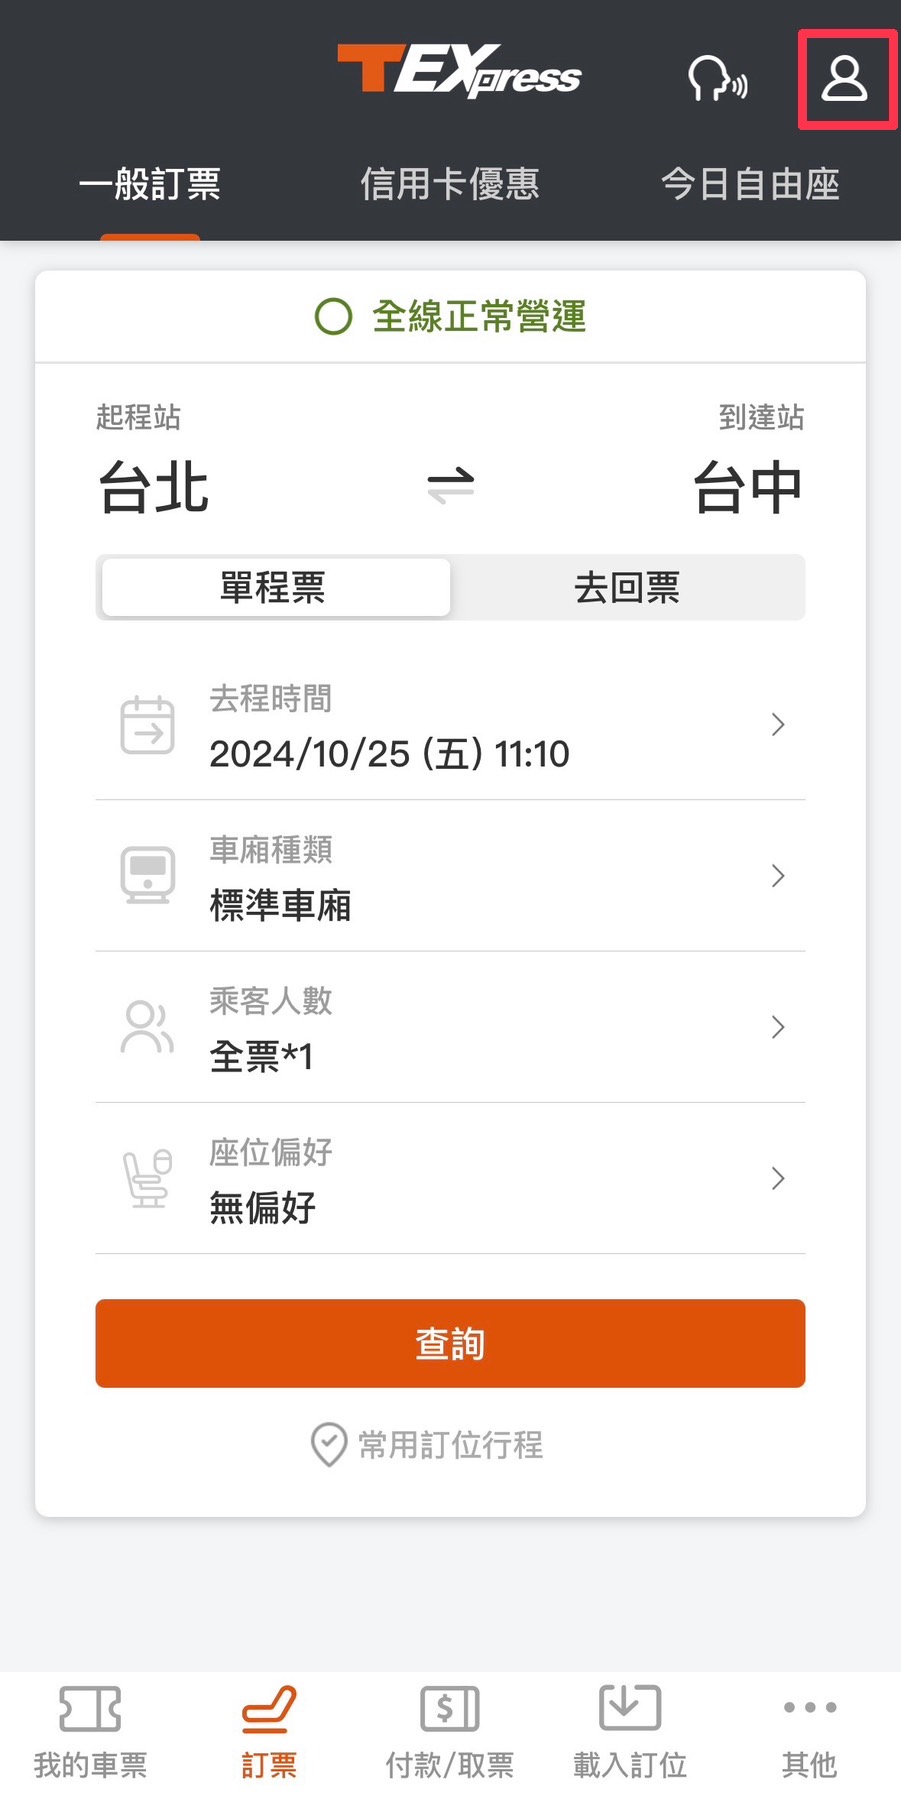 TEXpress
一般訂票
信用卡優惠
今日自由座
全線正常營運
起程站
到達站
台北
台中
單程票
去回票
去程時間
2024/10/25 (五) 11:10
車廂種類
標準車廂
乘客人數
全票*1
座位偏好
無偏好
查詢
常用訂位行程
我的車票
訂票
付款/取票
載入訂位
其他